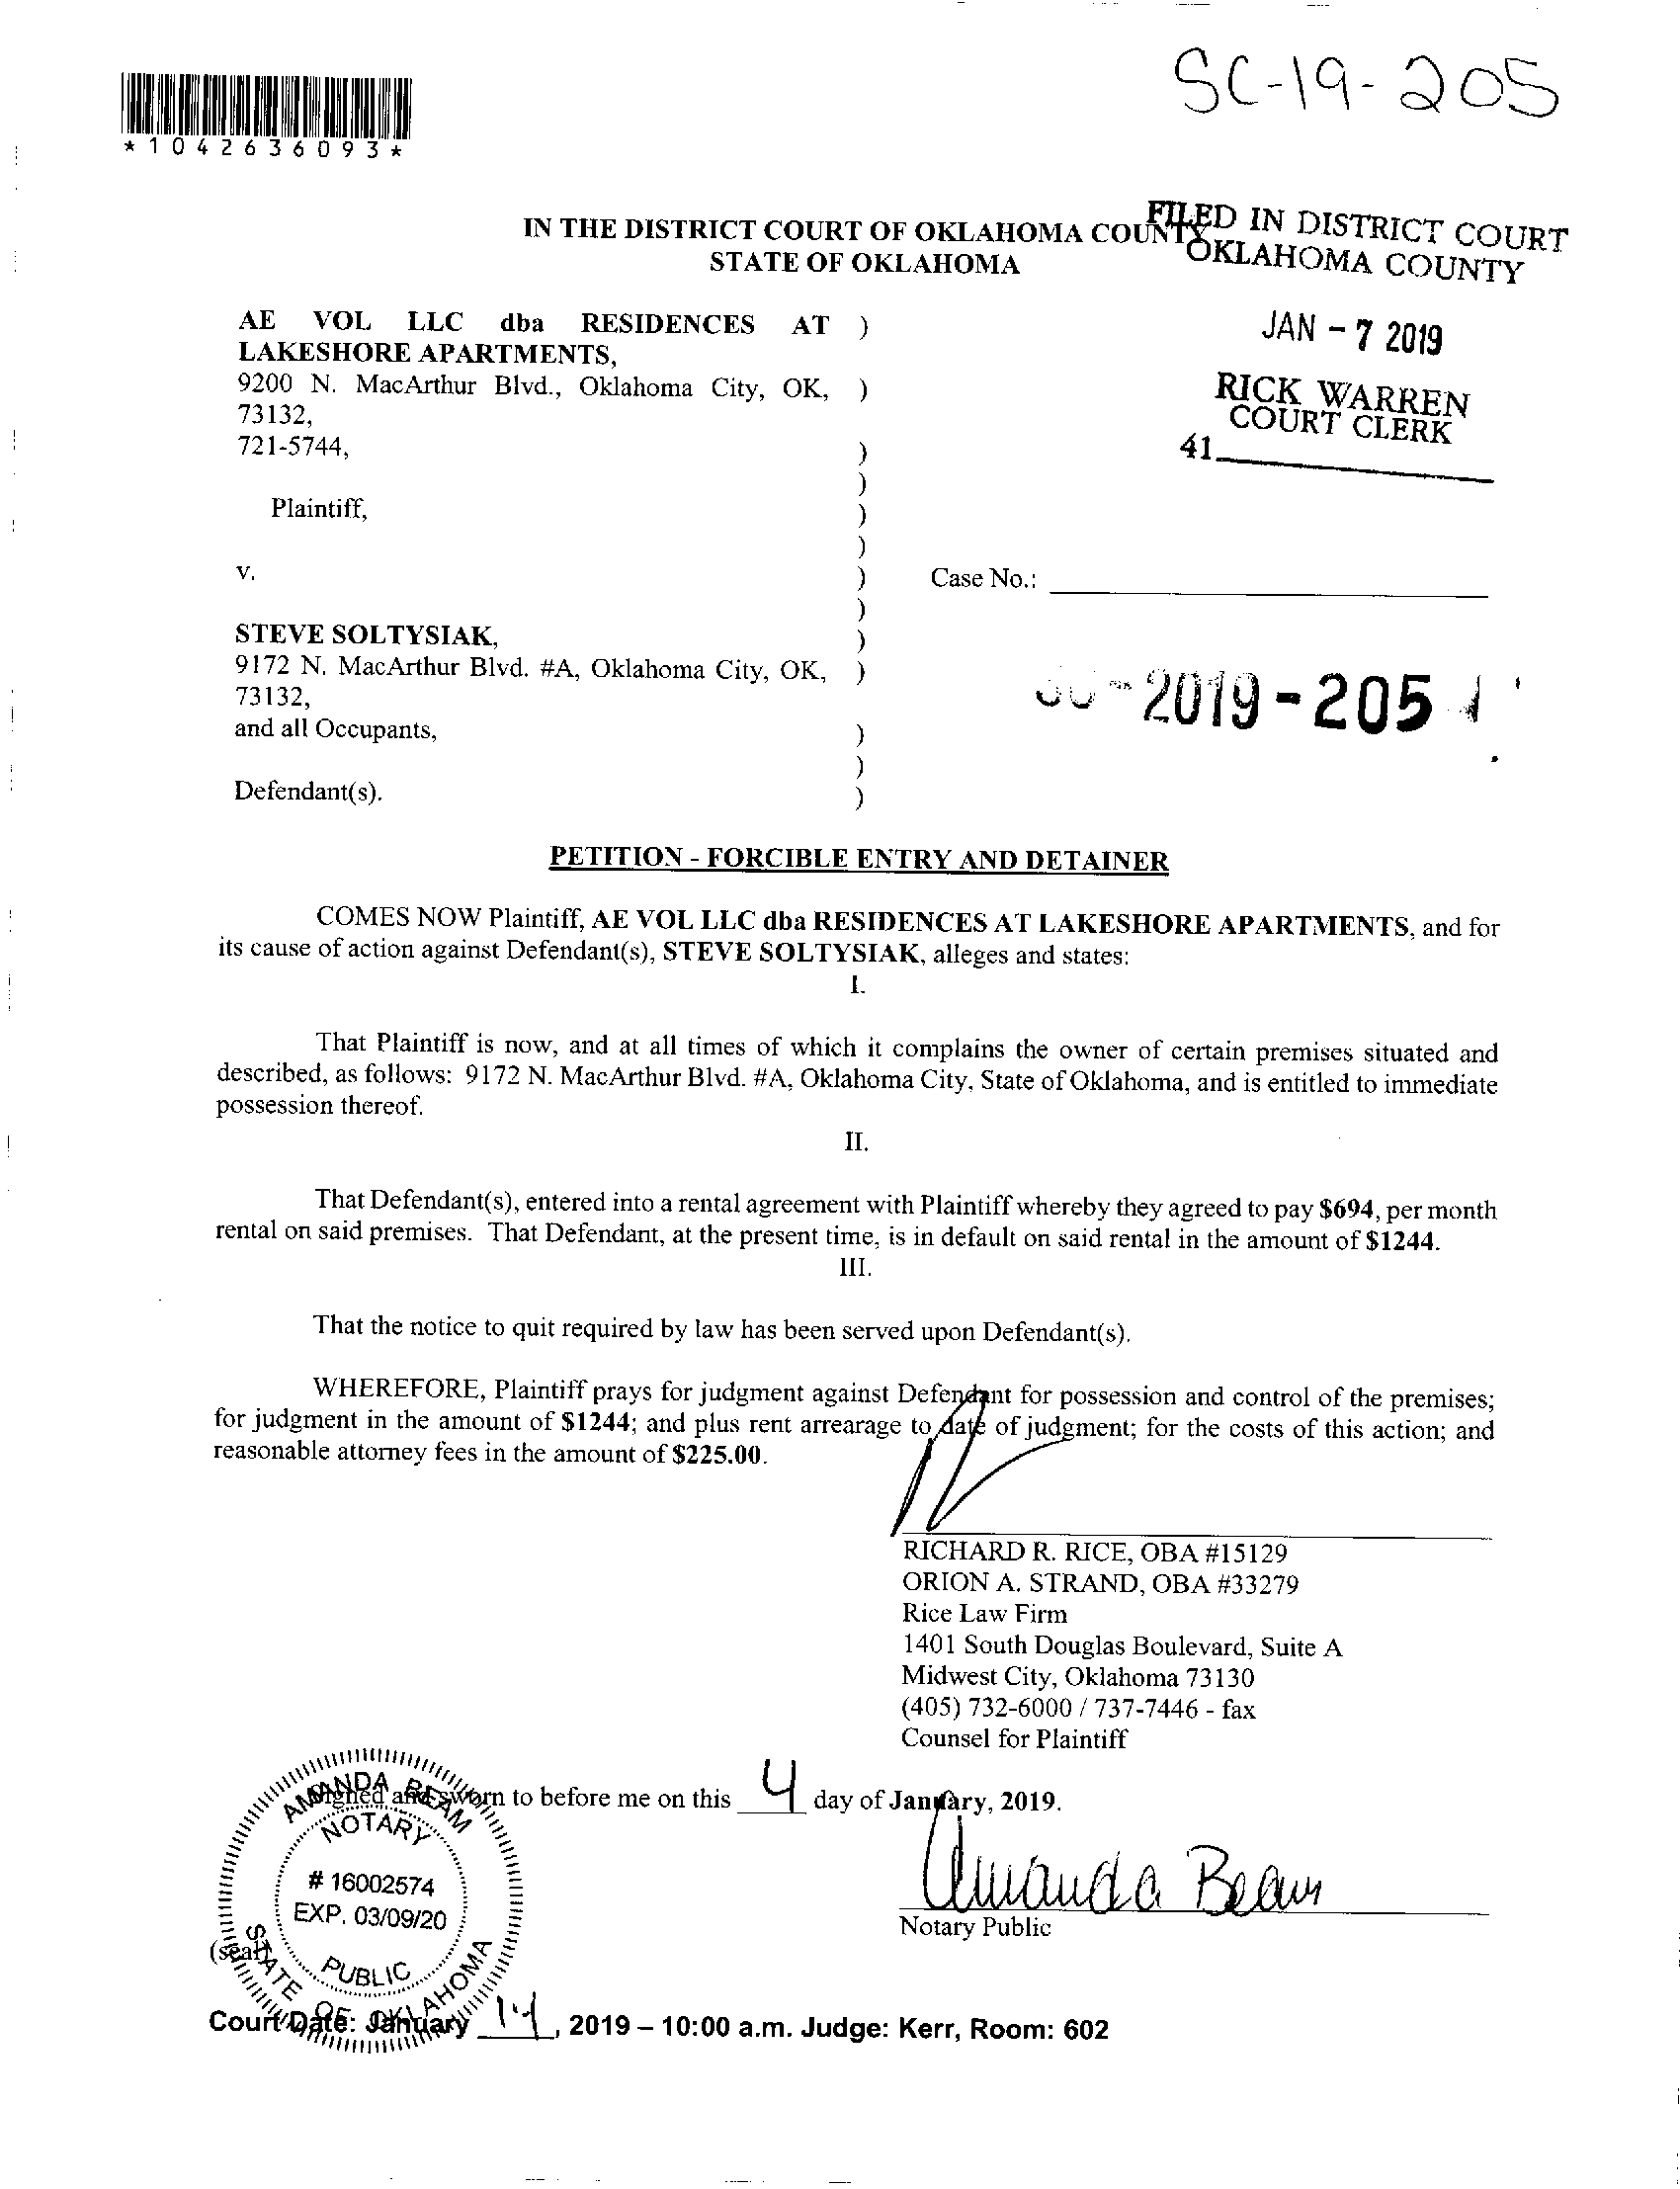 SC-19-205
*1042636093*
IN THE DISTRICT COURT OF OKLAHOMA COUNTY
STATE OF OKLAHOMA
FILED IN DISTRICT COURT
OKLAHOMA COUNTY
JAN - 7 2019
RICK WARREN
COURT CLERK
41
AE VOL LLC dba RESIDENCES AT )
LAKESHORE APARTMENTS,
9200 N. MacArthur Blvd., Oklahoma City, OK, )
73132,
721-5744, )
)
Plaintiff, )
)
v. ) Case No.:
)
STEVE SOLTYSIAK, )
9172 N. MacArthur Blvd. #A, Oklahoma City, OK, )
73132,
and all Occupants, )
)
Defendant(s). )
-2019-205
PETITION - FORCIBLE ENTRY AND DETAINER
COMES NOW Plaintiff, AE VOL LLC dba RESIDENCES AT LAKESHORE APARTMENTS, and for
its cause of action against Defendant(s), STEVE SOLTYSIAK, alleges and states:
I.
That Plaintiff is now, and at all times of which it complains the owner of certain premises situated and
described, as follows: 9172 N. MacArthur Blvd. #A, Oklahoma City, State of Oklahoma, and is entitled to immediate
possession thereof.
II.
That Defendant(s), entered into a rental agreement with Plaintiff whereby they agreed to pay $694, per month
rental on said premises. That Defendant, at the present time, is in default on said rental in the amount of $1244.
III.
That the notice to quit required by law has been served upon Defendant(s).
WHEREFORE, Plaintiff prays for judgment against Defendant for possession and control of the premises;
for judgment in the amount of $1244; and plus rent arrearage to date of judgment; for the costs of this action; and
reasonable attorney fees in the amount of $225.00.
RICHARD R. RICE, OBA #15129
ORION A. STRAND, OBA #33279
Rice Law Firm
1401 South Douglas Boulevard, Suite A
Midwest City, Oklahoma 73130
(405) 732-6000 / 737-7446 - fax
Counsel for Plaintiff
Signed and sworn to before me on this 4 day of January, 2019.
AMANDA BEAM
NOTARY
# 16002574
EXP. 03/09/20
PUBLIC
STATE OF OKLAHOMA
Amanda Beam
Notary Public
(seal)
Court Date: January 14, 2019 – 10:00 a.m. Judge: Kerr, Room: 602